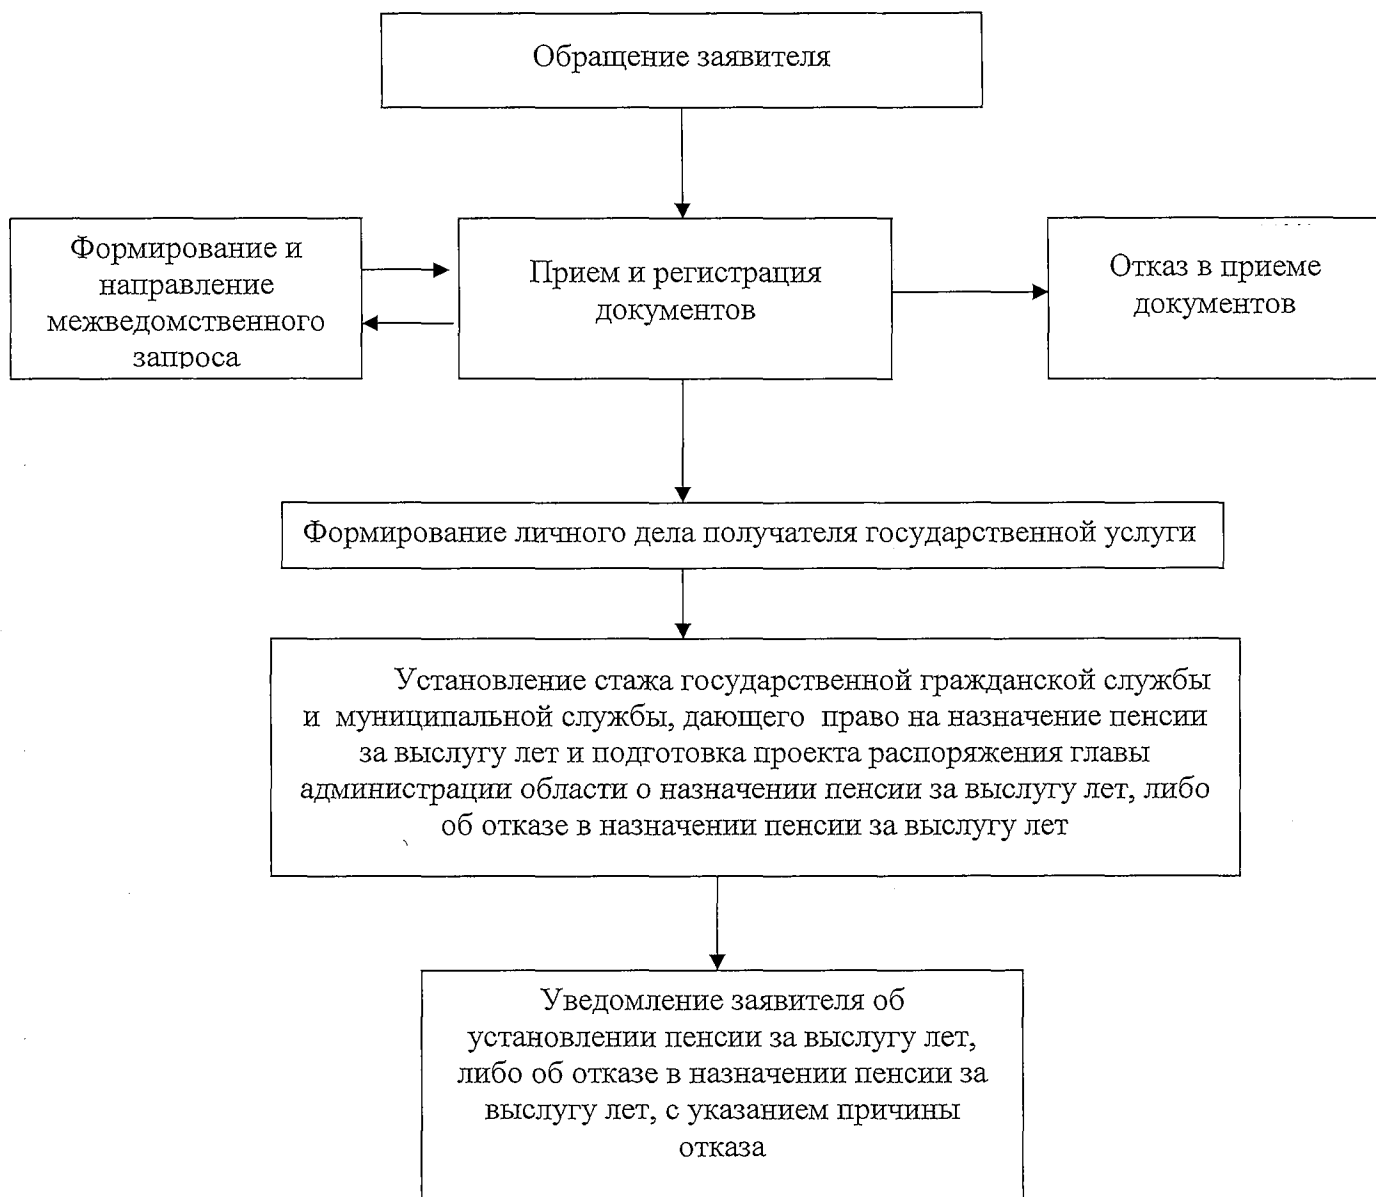 Обращение заявителя
Формирование и
направление
межведомственного
запроса
Прием и регистрация
документов
Отказ в приеме
документов
Формирование личного дела получателя государственной услуги
Установление стажа государственной гражданской службы
и муниципальной службы, дающего право на назначение пенсии
за выслугу лет и подготовка проекта распоряжения главы
администрации области о назначении пенсии за выслугу лет, либо
об отказе в назначении пенсии за выслугу лет
Уведомление заявителя об
установлении пенсии за выслугу лет,
либо об отказе в назначении пенсии за
выслугу лет, с указанием причины
отказа